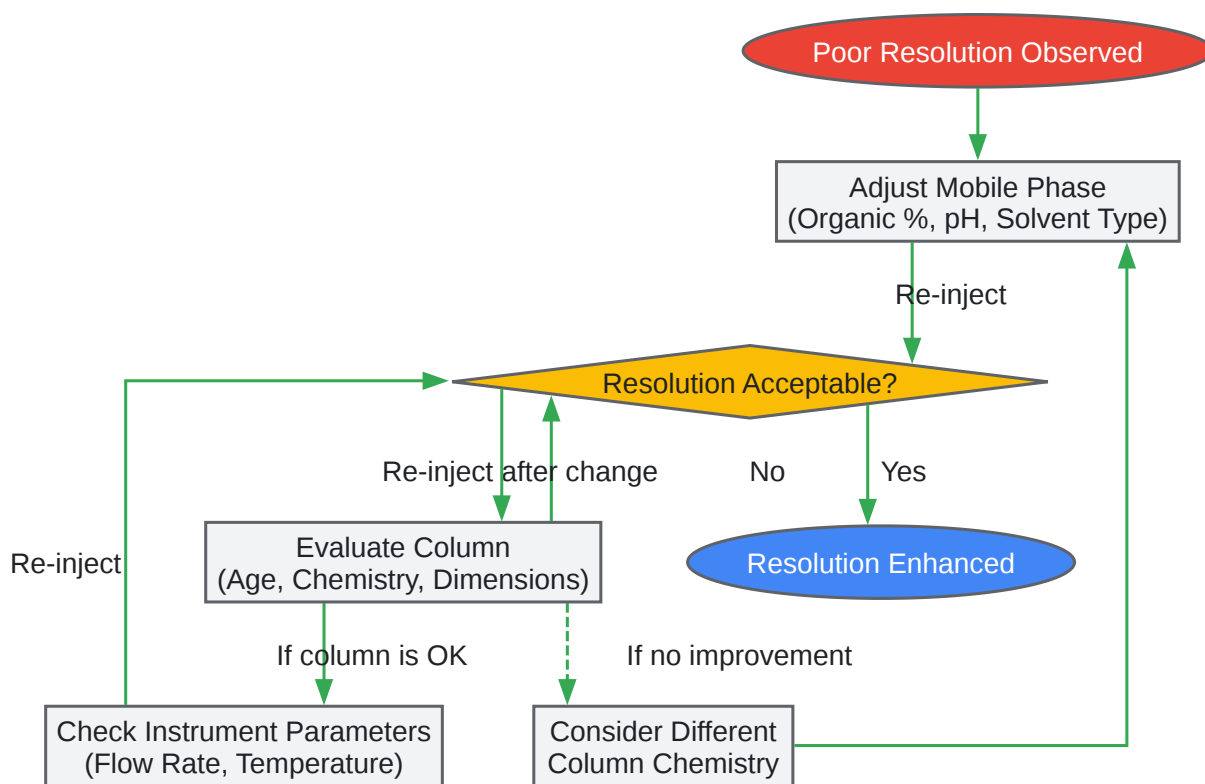 Poor Resolution Observed
Adjust Mobile Phase
(Organic %, pH, Solvent Type)
Re-inject
Resolution Acceptable?
Re-inject after change
No
Yes
Re-inject
Evaluate Column
(Age, Chemistry, Dimensions)
Resolution Enhanced
If column is OK
If no improvement
Check Instrument Parameters
(Flow Rate, Temperature)
Consider Different
Column Chemistry